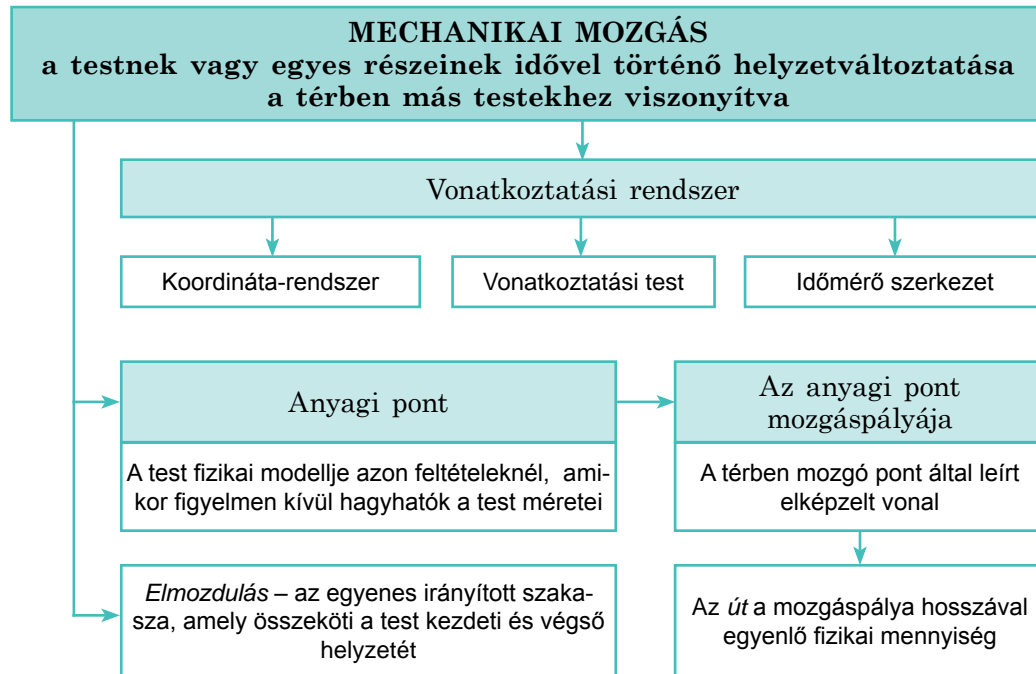 MECHANIKAI MOZGÁS
a testnek vagy egyes részeinek idővel történő helyzetváltoztatása
a térben más testekhez viszonyítva
Vonatkoztatási rendszer
Koordináta-rendszer
Vonatkoztatási test
Időmérő szerkezet
Anyagi pont
A test fizikai modellje azon feltételeknél, ami-
kor figyelmen kívül hagyhatók a test méretei
Az anyagi pont
mozgáspályája
A térben mozgó pont által leírt
elképzelt vonal
Elmozdulás – az egyenes irányított szaka-
sza, amely összeköti a test kezdeti és végső
helyzetét
Az út a mozgáspálya hosszával
egyenlő fizikai mennyiség